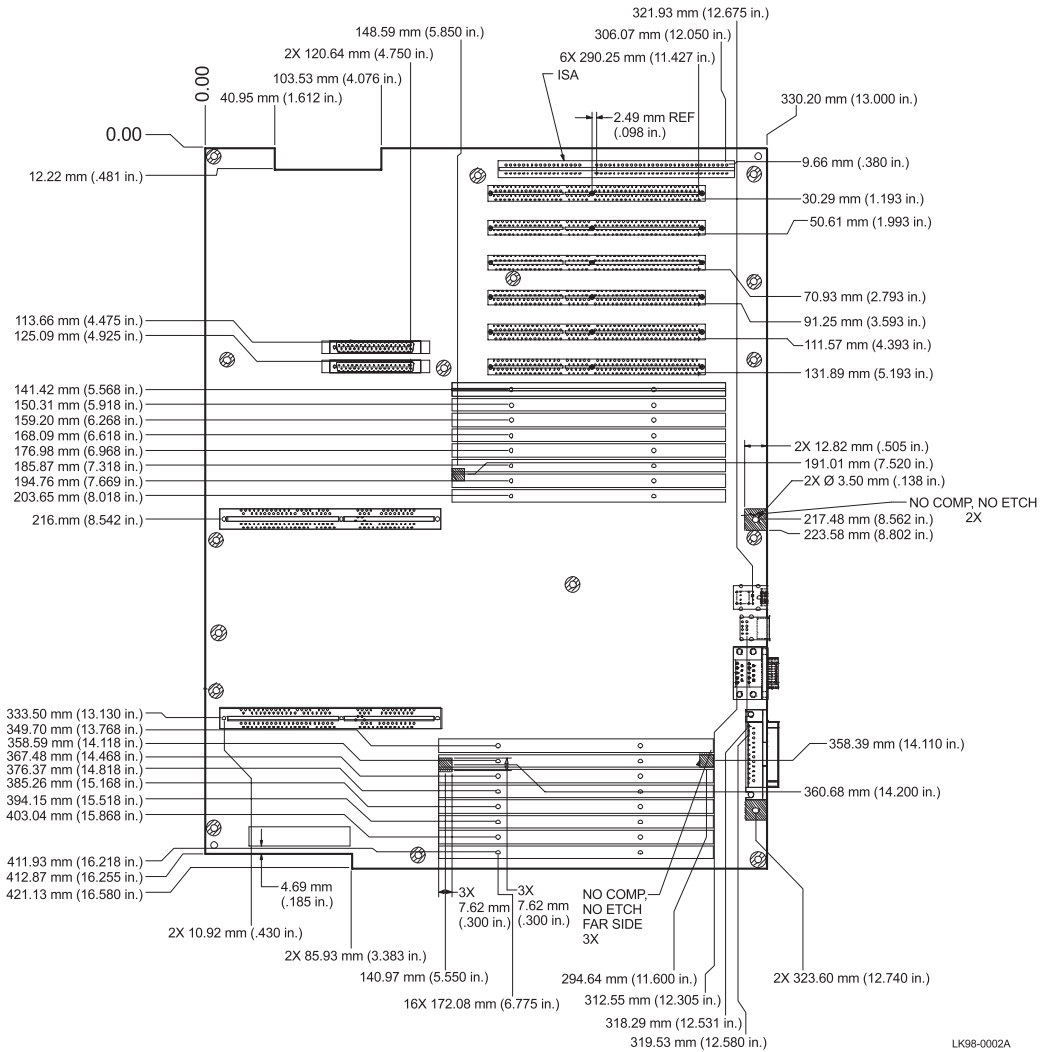 321.93 mm (12.675 in.)
306.07 mm (12.050 in.)
148.59 mm (5.850 in.)
2X 120.64 mm (4.750 in.)
6X 290.25 mm (11.427 in.)
103.53 mm (4.076 in.)
ISA
0.00
40.95 mm (1.612 in.)
330.20 mm (13.000 in.)
2.49 mm REF
(.098 in.)
0.00
9.66 mm (.380 in.)
12.22 mm (.481 in.)
30.29 mm (1.193 in.)
50.61 mm (1.993 in.)
70.93 mm (2.793 in.)
113.66 mm (4.475 in.)
91.25 mm (3.593 in.)
125.09 mm (4.925 in.)
111.57 mm (4.393 in.)
131.89 mm (5.193 in.)
141.42 mm (5.568 in.)
150.31 mm (5.918 in.)
159.20 mm (6.268 in.)
168.09 mm (6.618 in.)
176.98 mm (6.968 in.)
2X 12.82 mm (.505 in.)
185.87 mm (7.318 in.)
191.01 mm (7.520 in.)
194.76 mm (7.669 in.)
2X Ø 3.50 mm (.138 in.)
203.65 mm (8.018 in.)
NO COMP, NO ETCH
2X
216.mm (8.542 in.)
217.48 mm (8.562 in.)
223.58 mm (8.802 in.)
333.50 mm (13.130 in.)
349.70 mm (13.768 in.)
358.59 mm (14.118 in.)
358.39 mm (14.110 in.)
367.48 mm (14.468 in.)
376.37 mm (14.818 in.)
385.26 mm (15.168 in.)
360.68 mm (14.200 in.)
394.15 mm (15.518 in.)
403.04 mm (15.868 in.)
411.93 mm (16.218 in.)
412.87 mm (16.255 in.)
421.13 mm (16.580 in.)
4.69 mm
(.185 in.)
3X
7.62 mm
(.300 in.)
3X
7.62 mm
(.300 in.)
NO COMP,
NO ETCH
FAR SIDE
3X
2X 10.92 mm (.430 in.)
2X 85.93 mm (3.383 in.)
140.97 mm (5.550 in.)
294.64 mm (11.600 in.)
2X 323.60 mm (12.740 in.)
16X 172.08 mm (6.775 in.)
312.55 mm (12.305 in.)
318.29 mm (12.531 in.)
319.53 mm (12.580 in.)
LK98-0002A